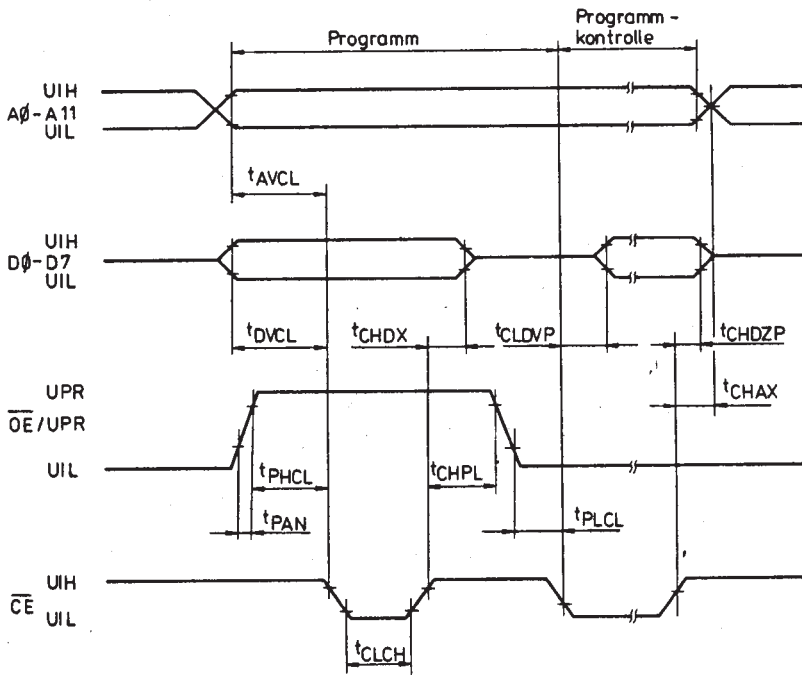 Programm
Programm-
kontrolle
UIH
AØ-A11
UIL
tAVCL
UIH
DØ-D7
UIL
tDVCL
tCHDX
tCLDVP
tCHDZP
tCHAX
UPR
OE/UPR
UIL
tPHCL
tCHPL
tPAN
tPLCL
UIH
CE
UIL
tCLCH